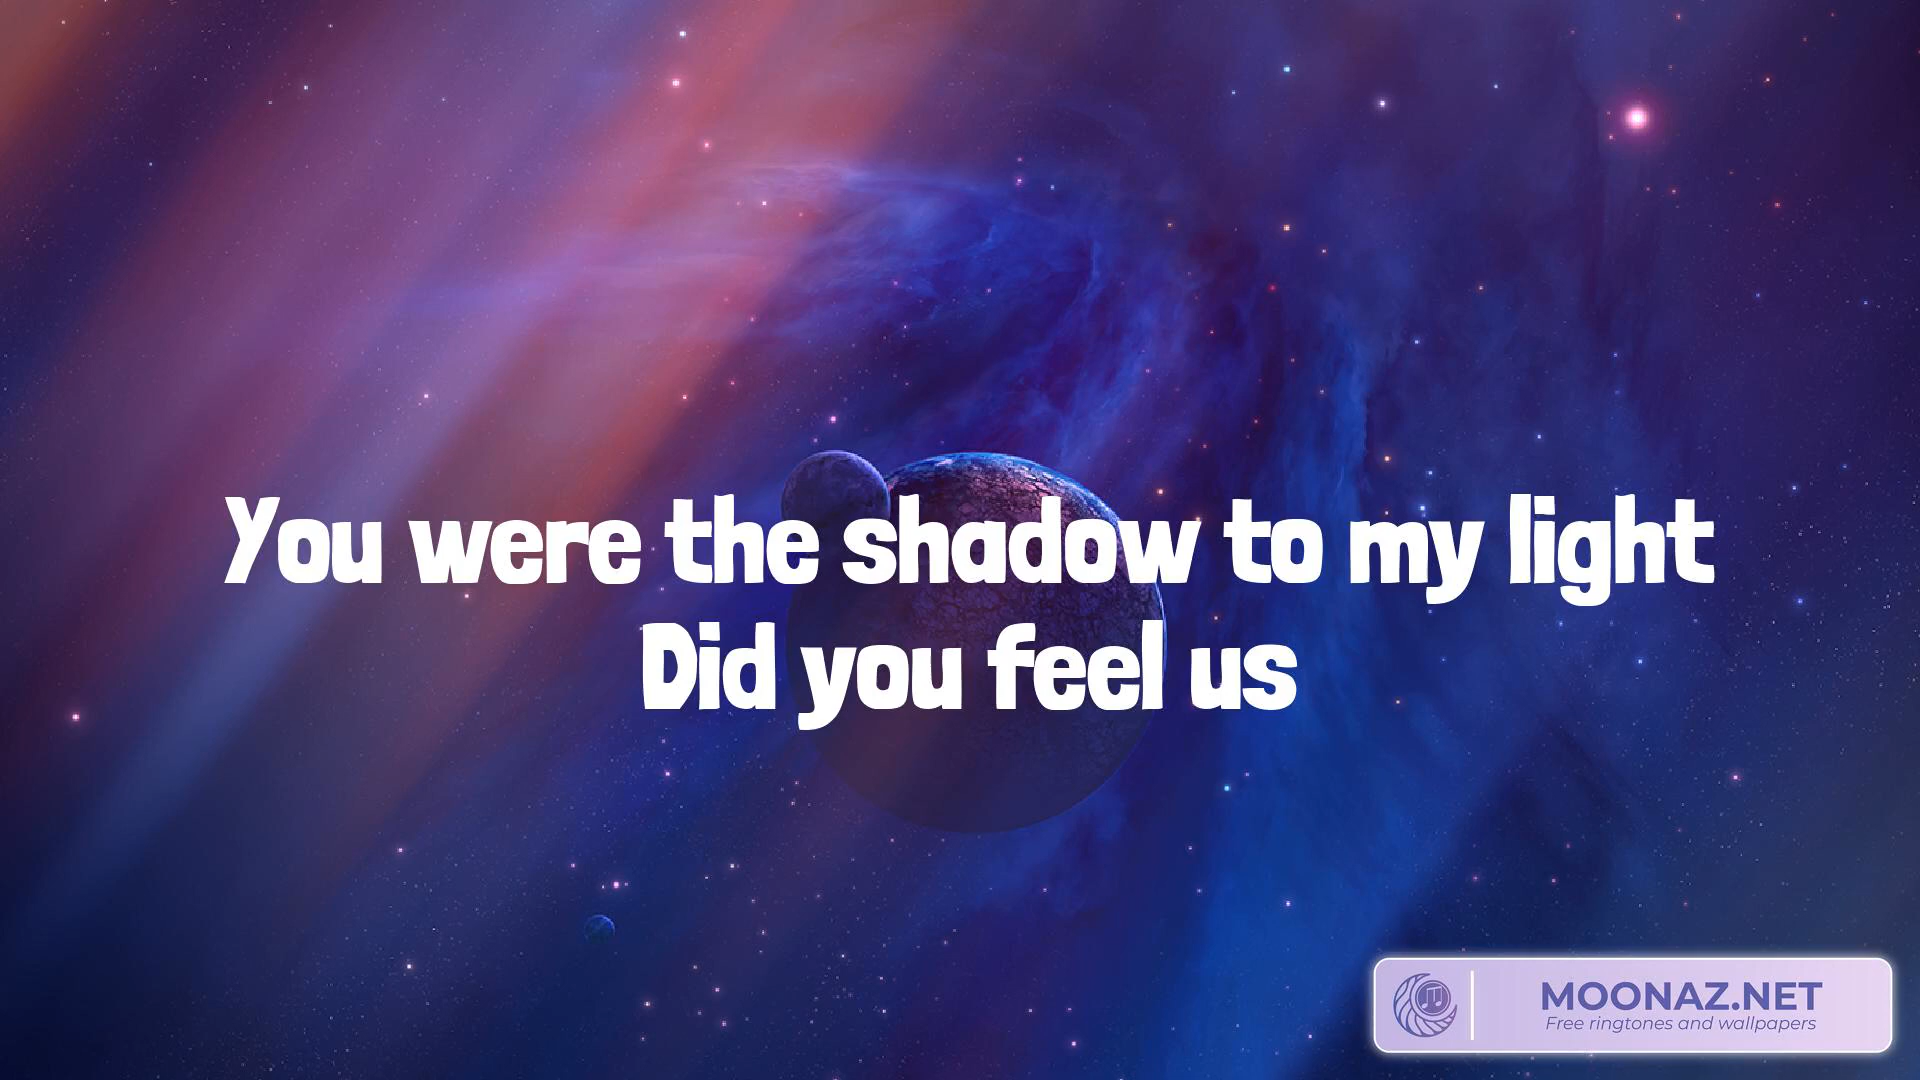 You were the shadow to my light
Did you feel us
MOONAZ.NET
Free ringtones and wallpapers